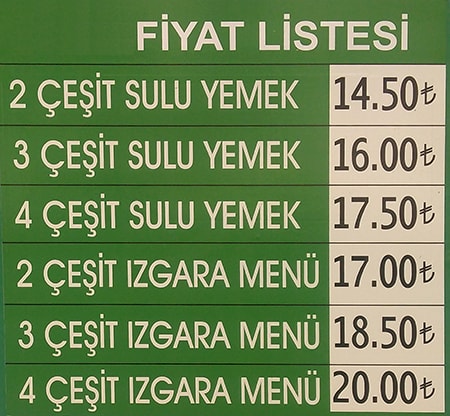 FİYAT LİSTESİ
2 ÇEŞİT SULU YEMEK 14.50₺
3 ÇEŞİT SULU YEMEK 16.00₺
4 ÇEŞİT SULU YEMEK 17.50₺
2 ÇEŞİT IZGARA MENÜ 17.00₺
3 ÇEŞİT IZGARA MENÜ 18.50₺
4 ÇEŞİT IZGARA MENÜ 20.00₺